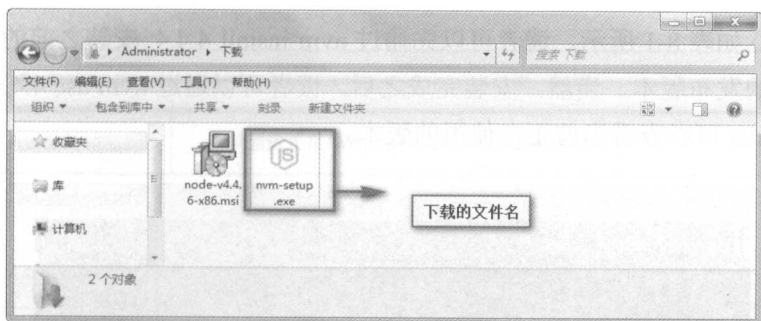 Administrator 下载
搜索 下载
文件(F) 编辑(E) 查看(V) 工具(T) 帮助(H)
组织 包含到库中 共享 刻录 新建文件夹
收藏夹
库
计算机
node-v4.4.
6-x86.msi
nvm-setup
.exe
下载的文件名
2 个对象